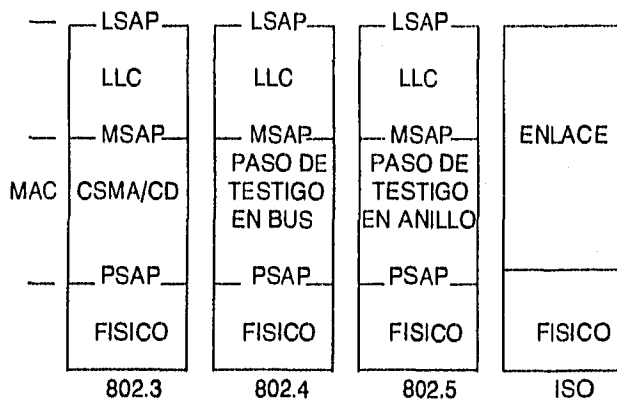 LSAP LSAP LSAP
LLC LLC LLC
MSAP MSAP MSAP ENLACE
MAC CSMA/CD PASO DE TESTIGO EN BUS PASO DE TESTIGO EN ANILLO
PSAP PSAP PSAP
FISICO FISICO FISICO FISICO
802.3 802.4 802.5 ISO